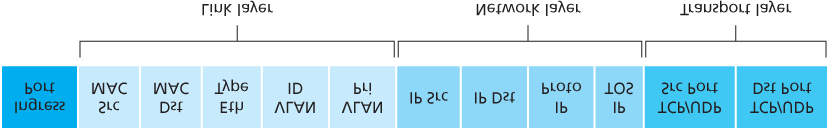 Link layer
Network layer
Transport layer
Ingress
Port
Src
MAC
Dst
MAC
Eth
Type
VLAN
ID
VLAN
Pri
IP Src
IP Dst
IP
Proto
IP
TOS
TCP/UDP
Src Port
TCP/UDP
Dst Port